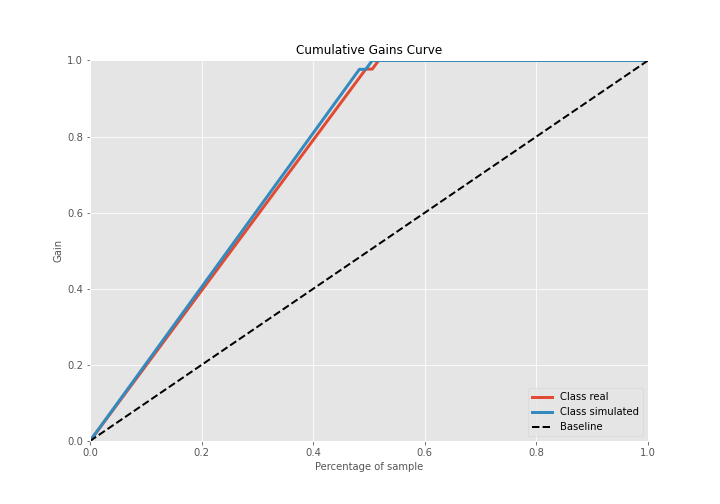 Cumulative Gains Curve
1.0
0.8
0.6
0.4
0.2
0.0
Gain
0.0 0.2 0.4 0.6 0.8 1.0
Percentage of sample
Class real
Class simulated
Baseline